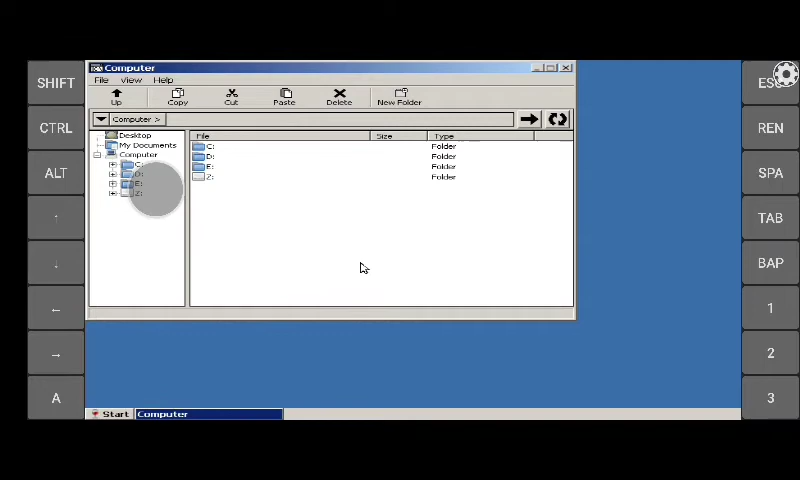 Computer
File View Help
Up Copy Cut Paste Delete New Folder
Computer >
Desktop
My Documents
Computer
C:
D:
E:
Z:
File Size Type
C: Folder
D: Folder
E: Folder
Z: Folder
Start Computer
SHIFT
CTRL
ALT
↑
↓
←
→
A
ESC
REN
SPA
TAB
BAP
1
2
3